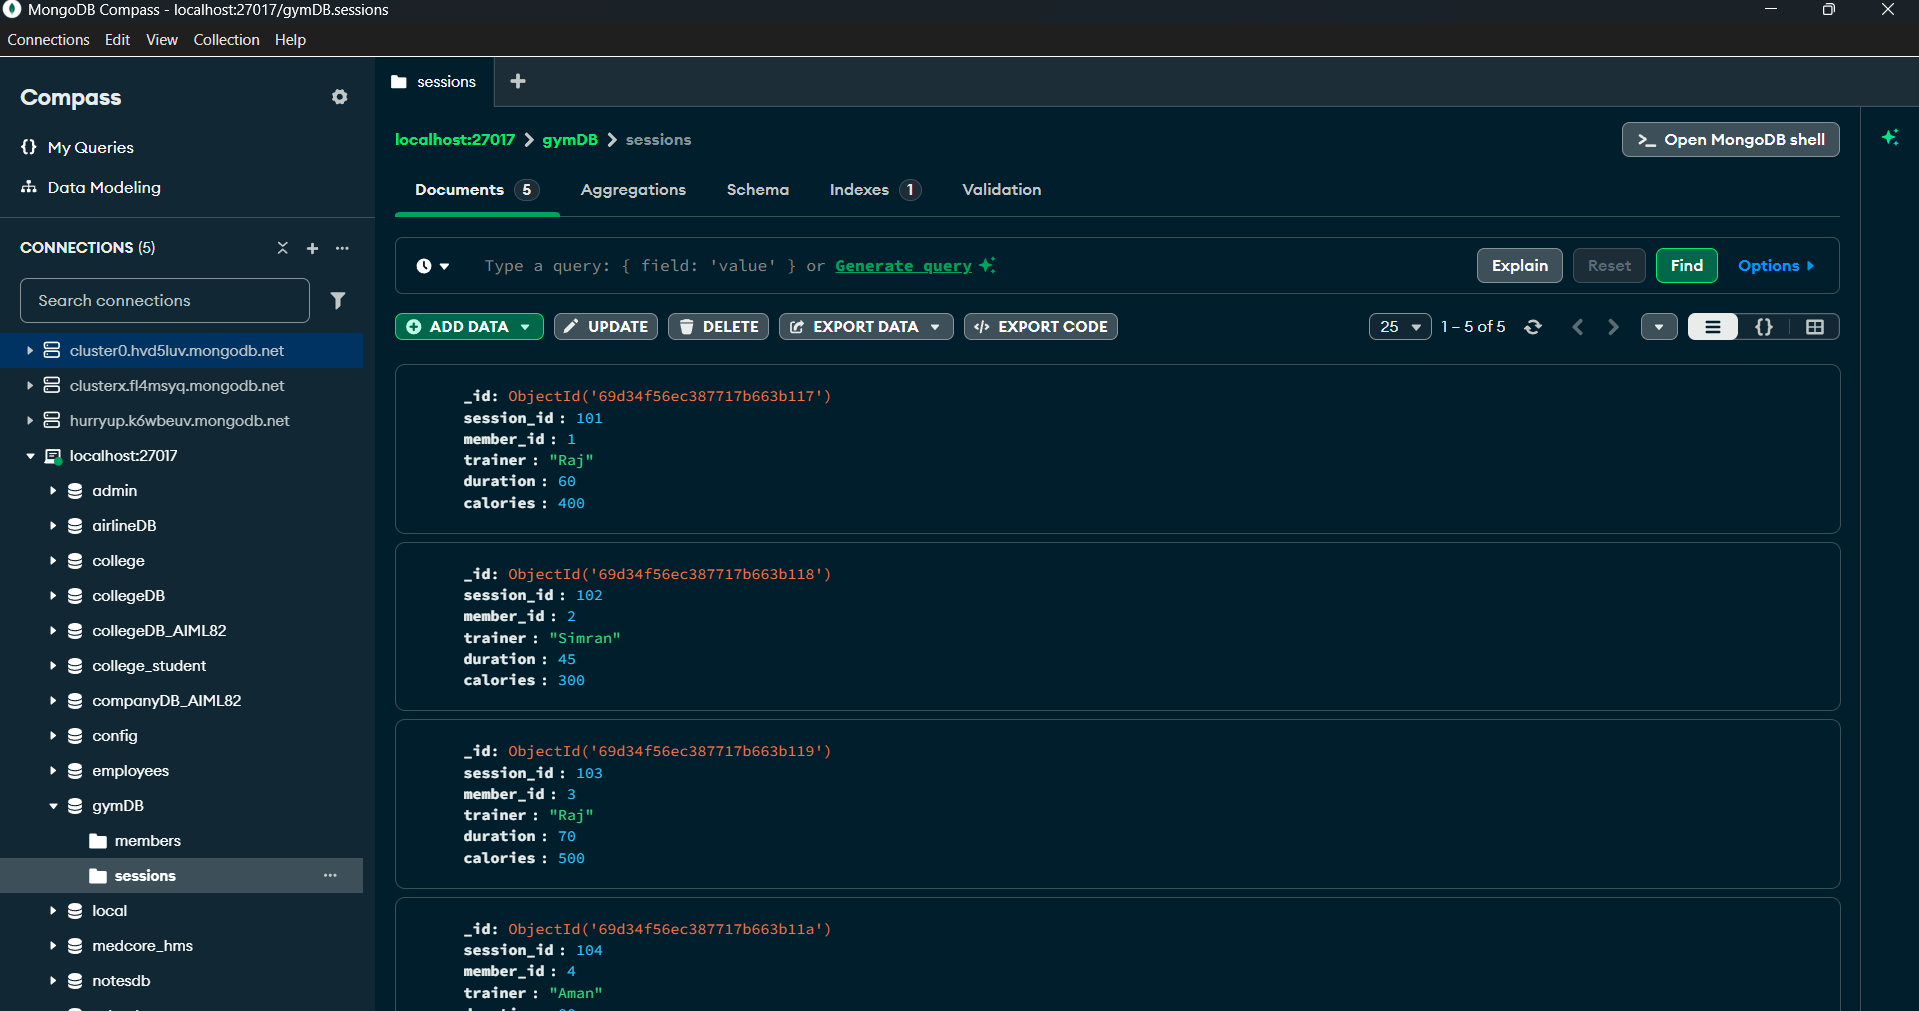 MongoDB Compass - localhost:27017/gymDB.sessions
Connections Edit View Collection Help
Compass
{} My Queries
Data Modeling
CONNECTIONS (5)
Search connections
cluster0.hvd5luv.mongodb.net
clusterx.fl4msyq.mongodb.net
hurryup.k6wbeuv.mongodb.net
localhost:27017
admin
airlineDB
college
collegeDB
collegeDB_AIML82
college_student
companyDB_AIML82
config
employees
gymDB
members
sessions
local
medcore_hms
notesdb
sessions
localhost:27017 > gymDB > sessions
>_ Open MongoDB shell
Documents 5 Aggregations Schema Indexes 1 Validation
Type a query: { field: 'value' } or Generate query
Explain Reset Find Options
ADD DATA UPDATE DELETE EXPORT DATA </> EXPORT CODE
25 1 – 5 of 5 {}
_id: ObjectId('69d34f56ec387717b663b117')
session_id : 101
member_id : 1
trainer : "Raj"
duration : 60
calories : 400
_id: ObjectId('69d34f56ec387717b663b118')
session_id : 102
member_id : 2
trainer : "Simran"
duration : 45
calories : 300
_id: ObjectId('69d34f56ec387717b663b119')
session_id : 103
member_id : 3
trainer : "Raj"
duration : 70
calories : 500
_id: ObjectId('69d34f56ec387717b663b11a')
session_id : 104
member_id : 4
trainer : "Aman"